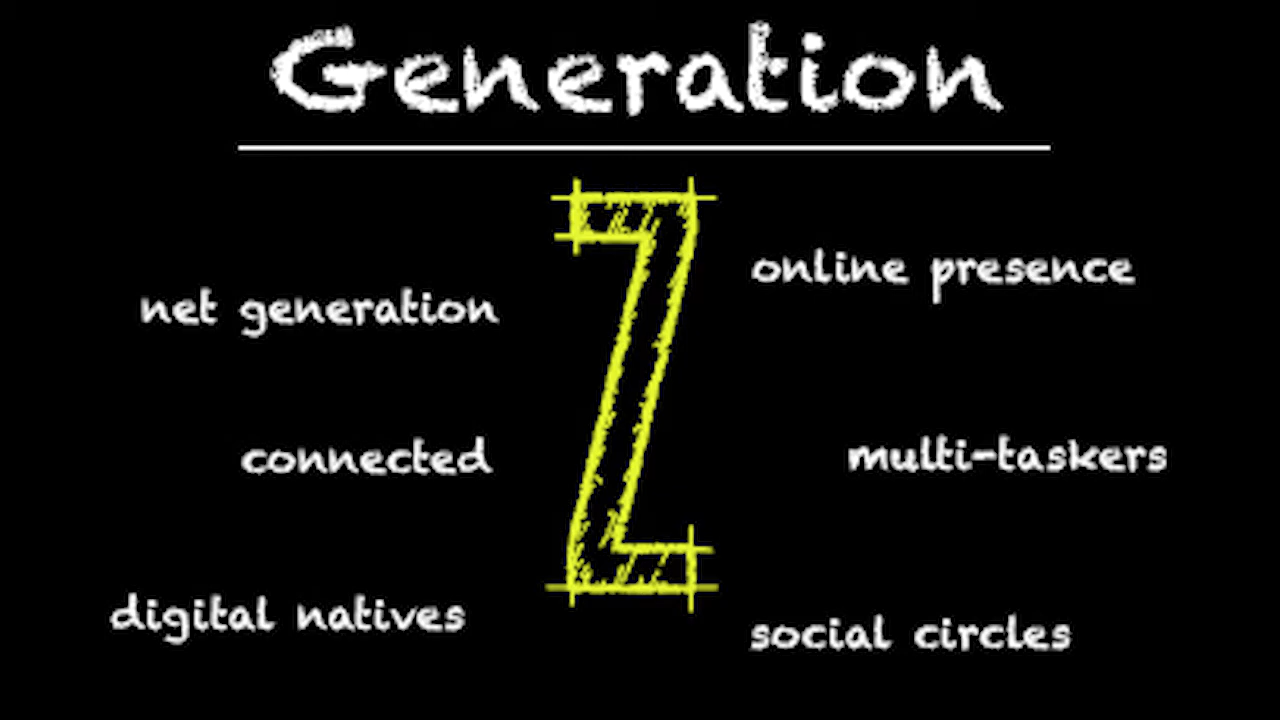 Generation
Z
online presence
net generation
connected
multi-taskers
digital natives
social circles